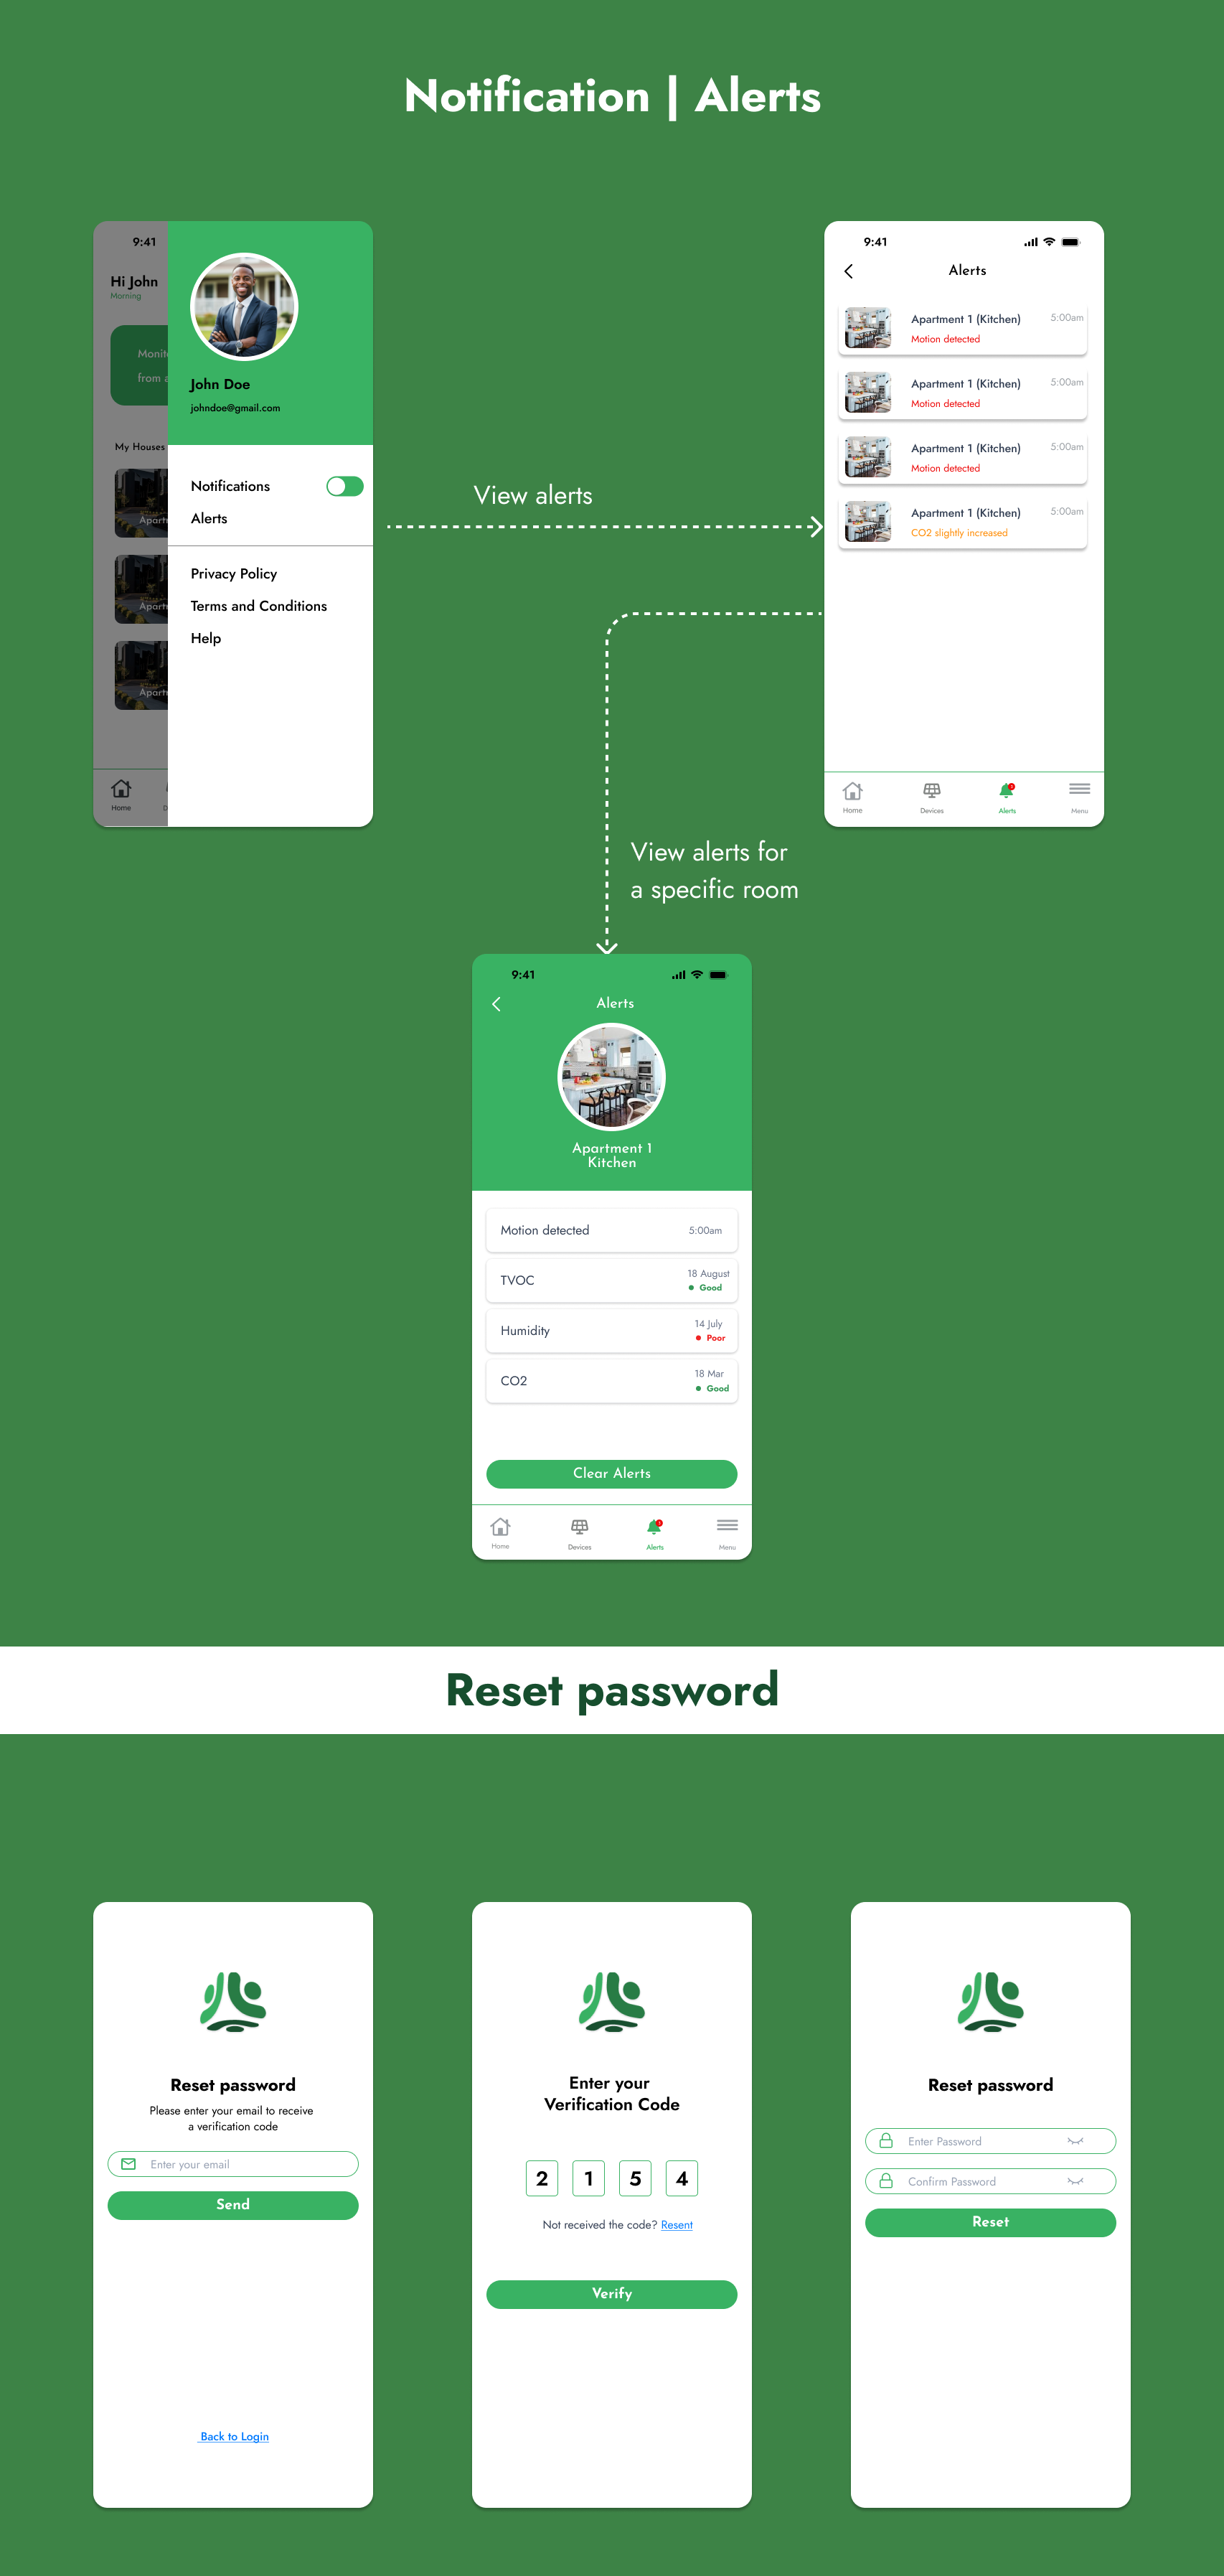 Notification | Alerts
9:41
Hi John
Morning
from
My Houses
Home
John Doe
johndoe@gmail.com
Notifications
Alerts
Privacy Policy
Terms and Conditions
Help
View alerts
9:41
Alerts
Apartment 1 (Kitchen)
5:00am
Motion detected
Apartment 1 (Kitchen)
5:00am
Motion detected
Apartment 1 (Kitchen)
5:00am
Motion detected
Apartment 1 (Kitchen)
5:00am
CO2 slightly increased
Home
Devices
Alerts
Menu
View alerts for
a specific room
9:41
Alerts
Apartment 1
Kitchen
Motion detected
5:00am
TVOC
18 August
Good
Humidity
14 July
Poor
CO2
18 Mar
Good
Clear Alerts
Home
Devices
Alerts
Menu
Reset password
Reset password
Please enter your email to receive
a verification code
Enter your email
Send
Back to Login
Enter your
Verification Code
2 1 5 4
Not received the code? Resent
Verify
Reset password
Enter Password
Confirm Password
Reset